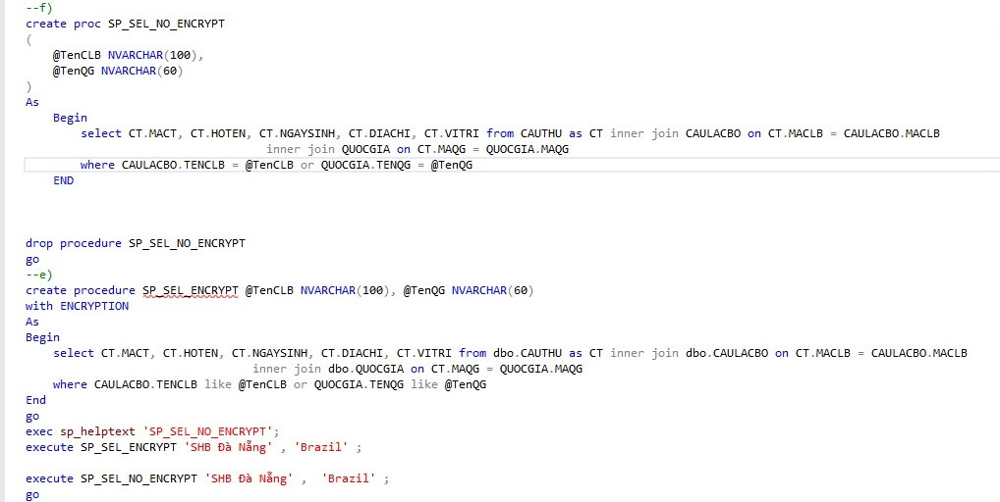 --f)
create proc SP_SEL_NO_ENCRYPT
(
@TenCLB NVARCHAR(100),
@TenQG NVARCHAR(60)
)
As
Begin
select CT.MACT, CT.HOTEN, CT.NGAYSINH, CT.DIACHI, CT.VITRI from CAUTHU as CT inner join CAULACBO on CT.MACLB = CAULACBO.MACLB
inner join QUOCGIA on CT.MAQG = QUOCGIA.MAQG
where CAULACBO.TENCLB = @TenCLB or QUOCGIA.TENQG = @TenQG
END
drop procedure SP_SEL_NO_ENCRYPT
go
--e)
create procedure SP_SEL_ENCRYPT @TenCLB NVARCHAR(100), @TenQG NVARCHAR(60)
with ENCRYPTION
As
Begin
select CT.MACT, CT.HOTEN, CT.NGAYSINH, CT.DIACHI, CT.VITRI from dbo.CAUTHU as CT inner join dbo.CAULACBO on CT.MACLB = CAULACBO.MACLB
inner join dbo.QUOCGIA on CT.MAQG = QUOCGIA.MAQG
where CAULACBO.TENCLB like @TenCLB or QUOCGIA.TENQG like @TenQG
End
go
exec sp_helptext 'SP_SEL_NO_ENCRYPT';
execute SP_SEL_ENCRYPT 'SHB Đà Nẵng' , 'Brazil' ;
execute SP_SEL_NO_ENCRYPT 'SHB Đà Nẵng' , 'Brazil' ;
go